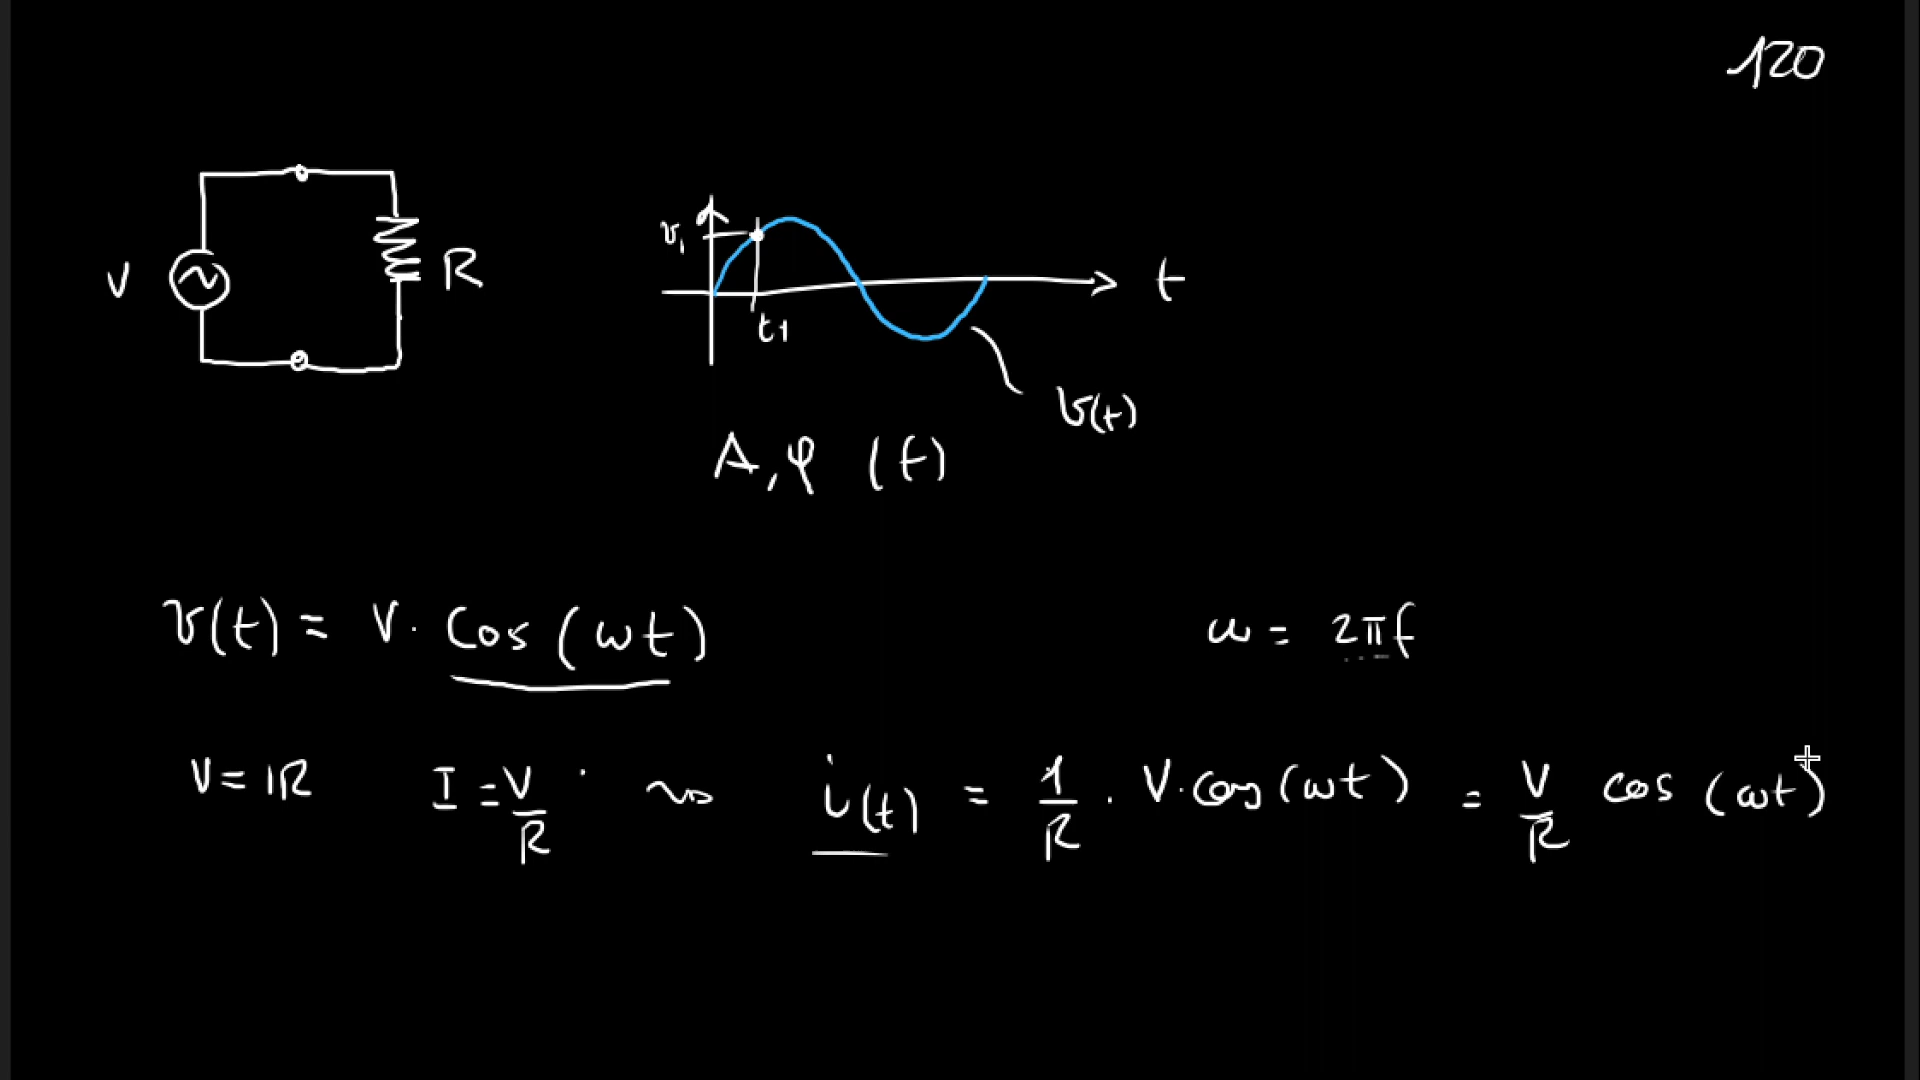 120
V
R
v₁
t
t1
v(t)
A, φ (f)
v(t) = V · cos (ωt)
ω = 2πf
V = IR I = V/R ~> i(t) = 1/R · V · cos (ωt) = V/R cos (ωt)